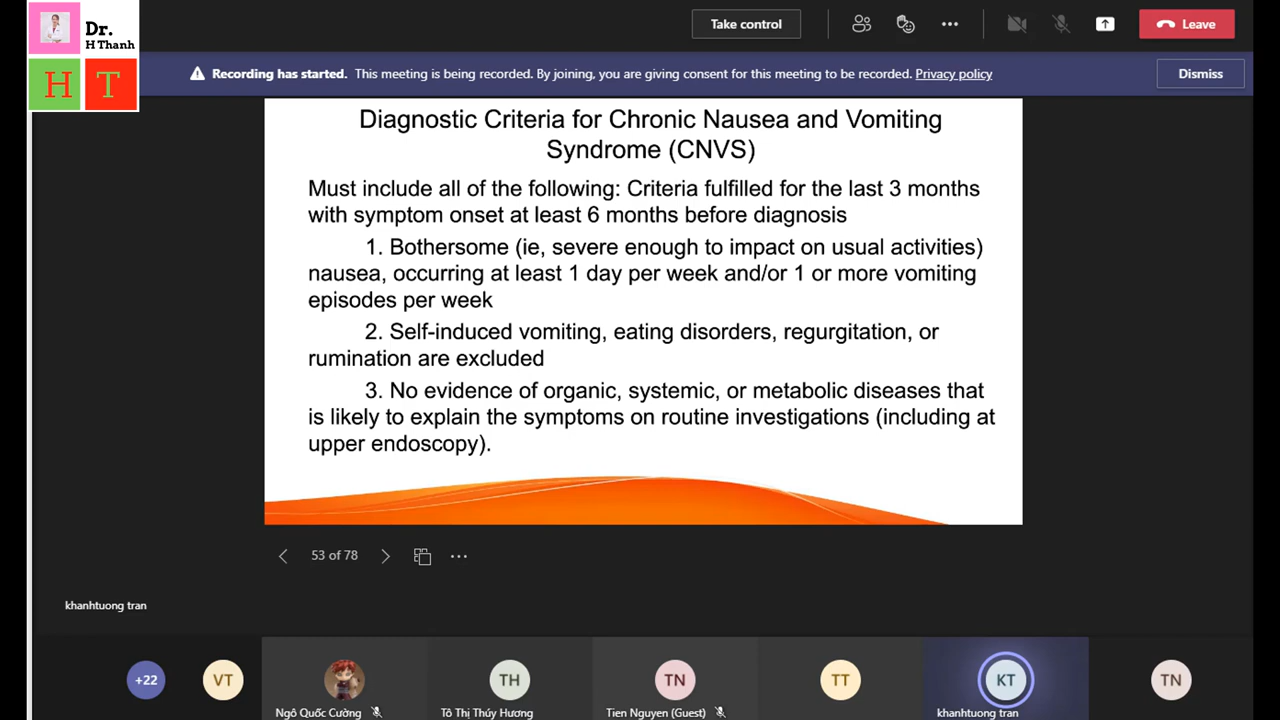 Dr.
H Thanh
H T
Take control
Leave
Recording has started. This meeting is being recorded. By joining, you are giving consent for this meeting to be recorded. Privacy policy
Dismiss
Diagnostic Criteria for Chronic Nausea and Vomiting
Syndrome (CNVS)
Must include all of the following: Criteria fulfilled for the last 3 months
with symptom onset at least 6 months before diagnosis
1. Bothersome (ie, severe enough to impact on usual activities)
nausea, occurring at least 1 day per week and/or 1 or more vomiting
episodes per week
2. Self-induced vomiting, eating disorders, regurgitation, or
rumination are excluded
3. No evidence of organic, systemic, or metabolic diseases that
is likely to explain the symptoms on routine investigations (including at
upper endoscopy).
53 of 78
khanhtuong tran
+22
VT
TH
TN
TT
KT
TN
Ngô Quốc Cường
Tô Thị Thúy Hương
Tien Nguyen (Guest)
khanhtuong tran